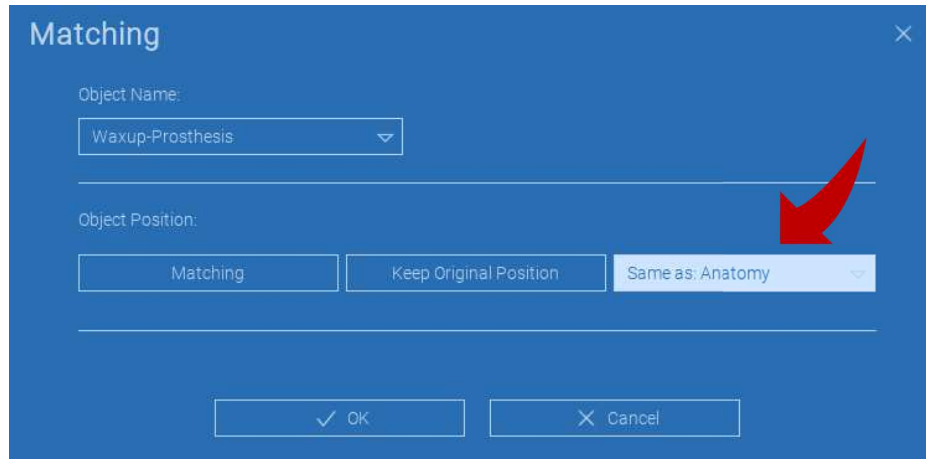 Matching
Object Name:
Waxup-Prosthesis
Object Position:
Matching
Keep Original Position
Same as: Anatomy
OK
Cancel